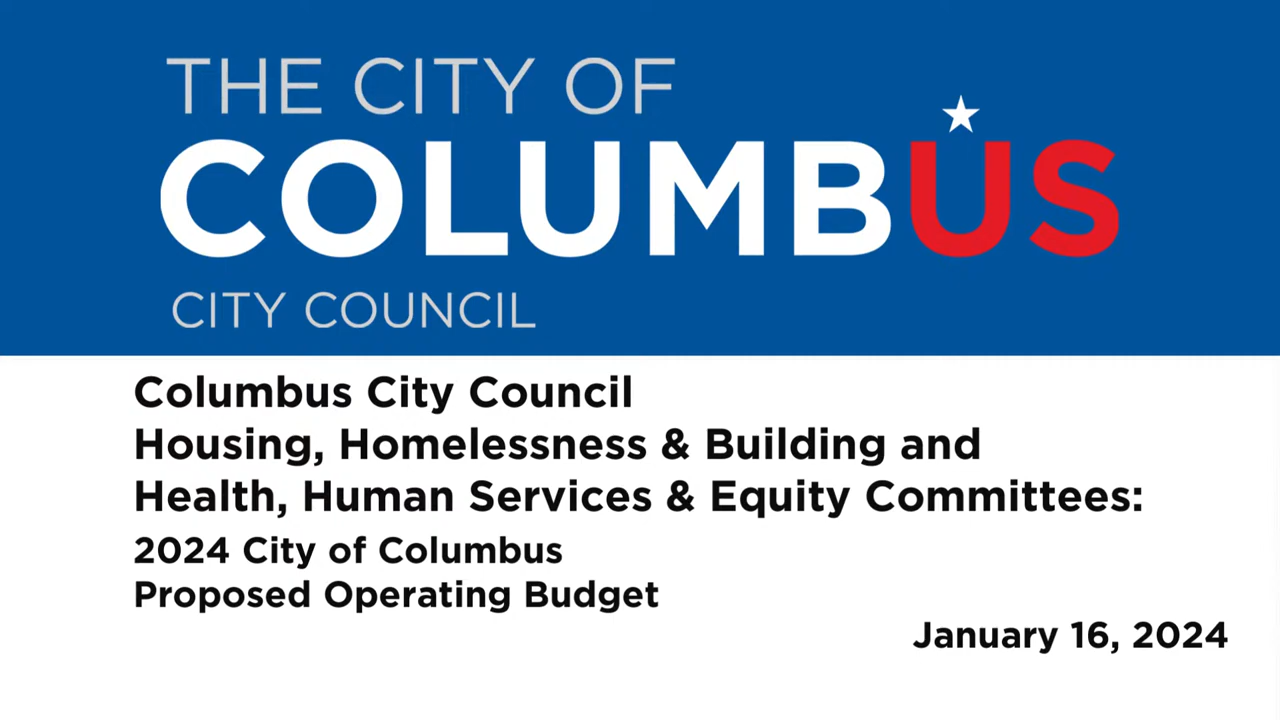 THE CITY OF
COLUMBUS
CITY COUNCIL
Columbus City Council
Housing, Homelessness & Building and
Health, Human Services & Equity Committees:
2024 City of Columbus
Proposed Operating Budget
January 16, 2024